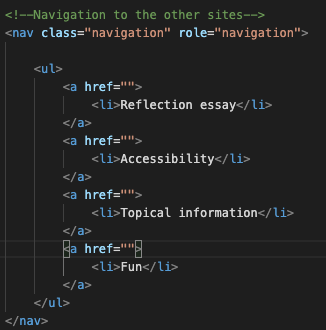 <!--Navigation to the other sites-->
<nav class="navigation" role="navigation">
<ul>
<a href="">
<li>Reflection essay</li>
</a>
<a href="">
<li>Accessibility</li>
</a>
<a href="">
<li>Topical information</li>
</a>
<a href="">
<li>Fun</li>
</a>
</ul>
</nav>